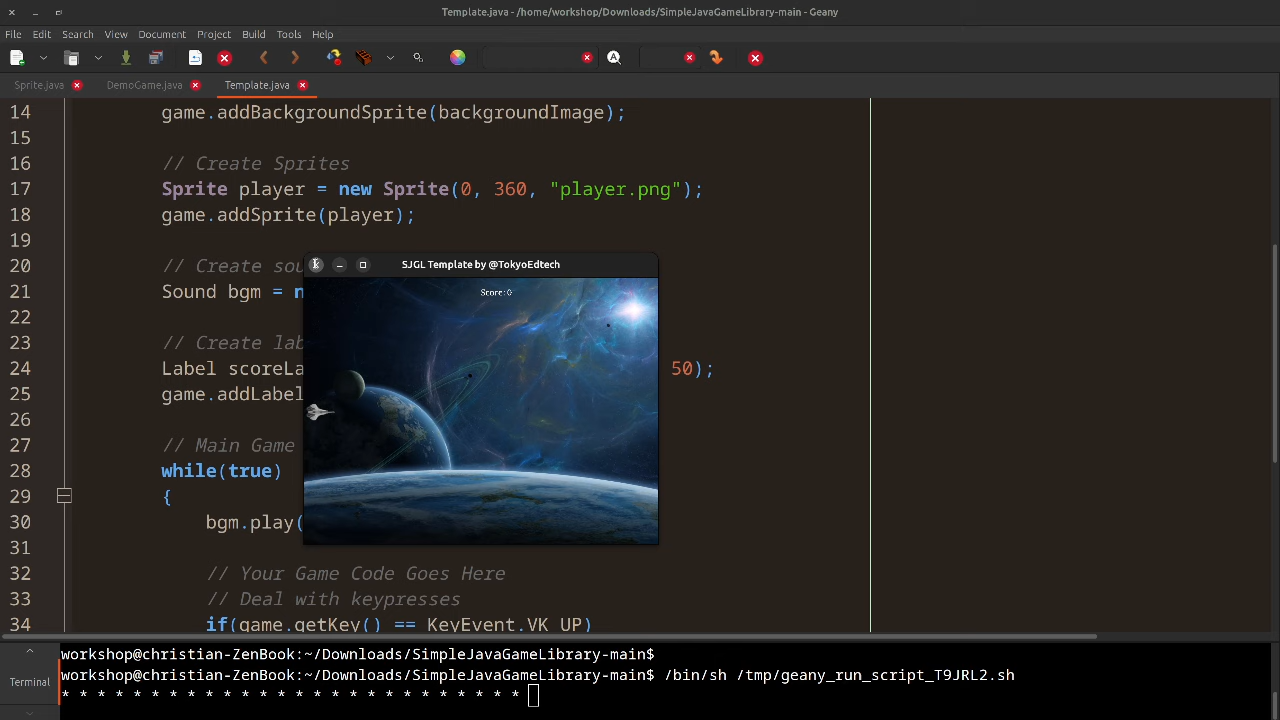 Template.java - /home/workshop/Downloads/SimpleJavaGameLibrary-main - Geany
File Edit Search View Document Project Build Tools Help
Sprite.java DemoGame.java Template.java
14 game.addBackgroundSprite(backgroundImage);
15
16 // Create Sprites
17 Sprite player = new Sprite(0, 360, "player.png");
18 game.addSprite(player);
19
20 // Create sou
21 Sound bgm = n
22
23 // Create lab
24 Label scoreLa 50);
25 game.addLabel
26
27 // Main Game
28 while(true)
29 {
30 bgm.play(
31
32 // Your Game Code Goes Here
33 // Deal with keypresses
34 if(game.getKey() == KeyEvent.VK_UP)
SJGL Template by @TokyoEdtech
Score: 0
Terminal
workshop@christian-ZenBook:~/Downloads/SimpleJavaGameLibrary-main$
workshop@christian-ZenBook:~/Downloads/SimpleJavaGameLibrary-main$ /bin/sh /tmp/geany_run_script_T9JRL2.sh
* * * * * * * * * * * * * * * * * * * * * * * * * *